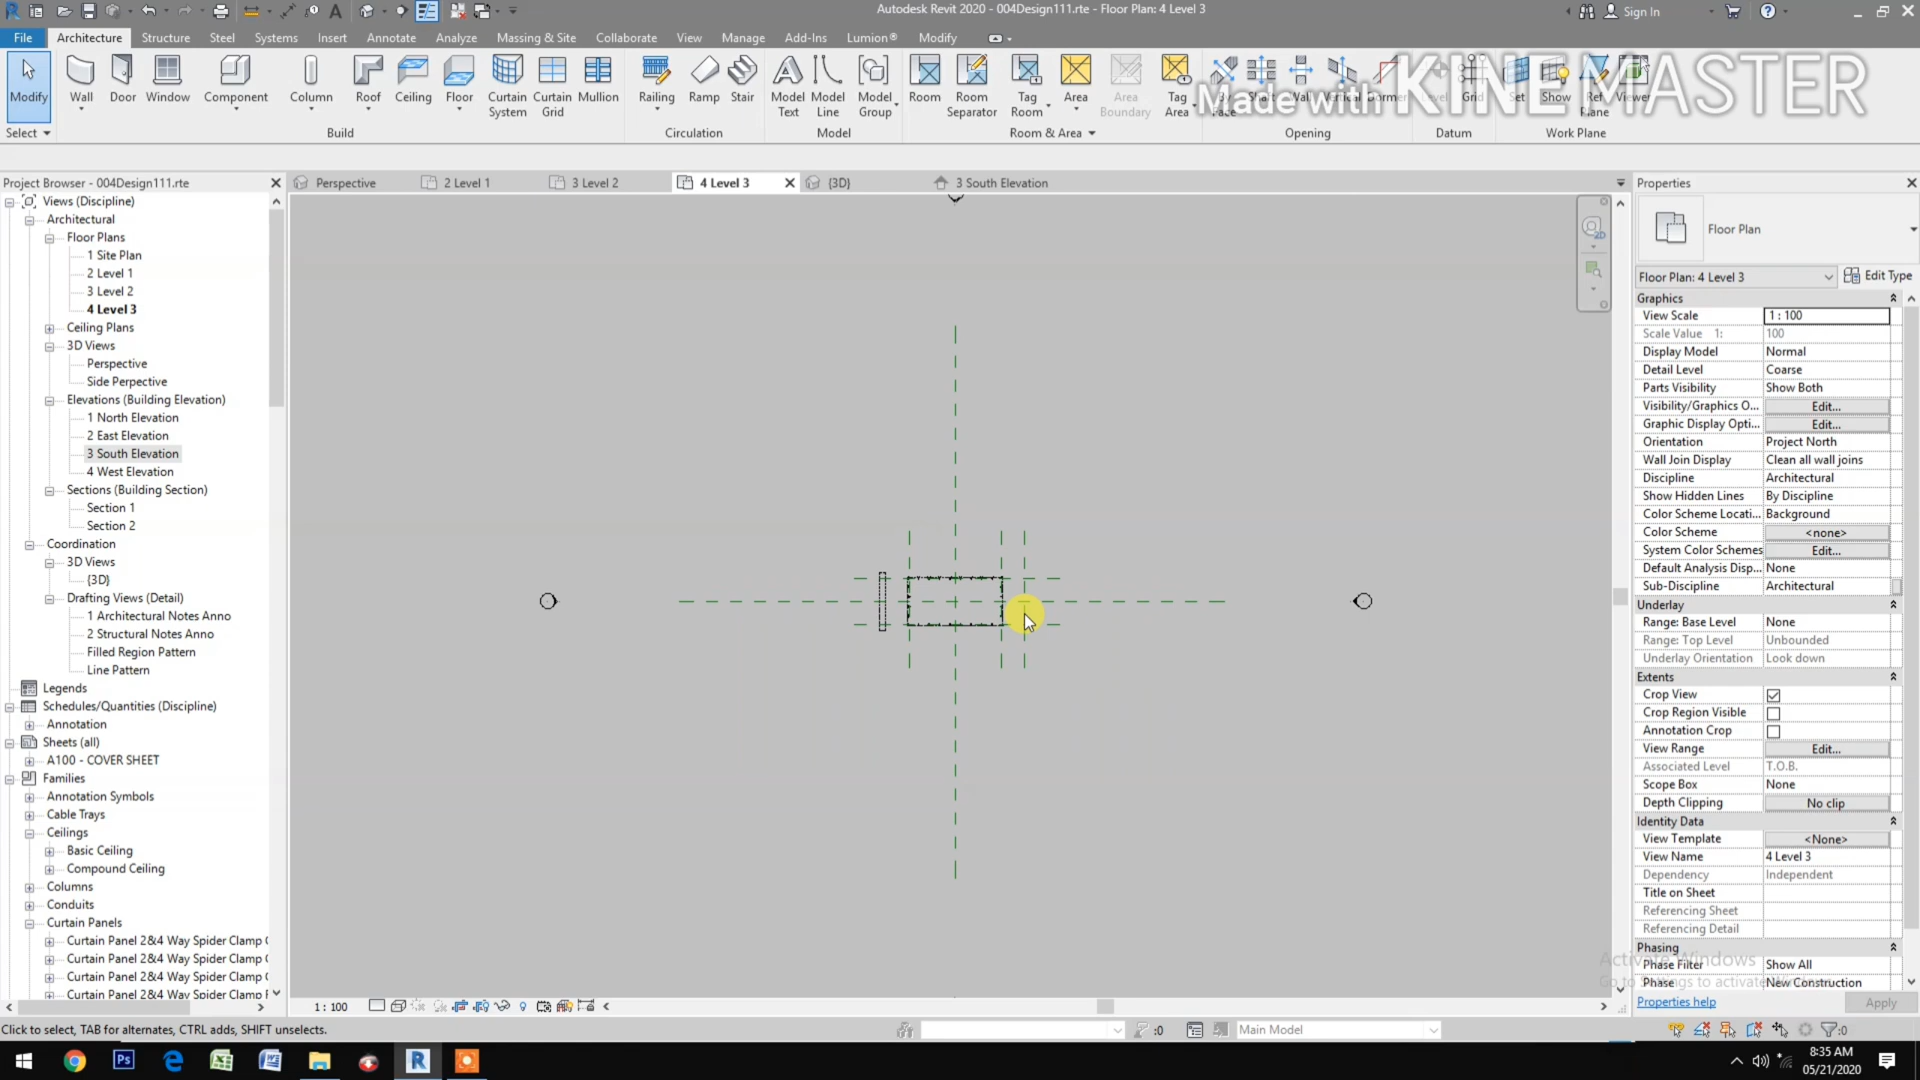 Autodesk Revit 2020 - 004Design111.rte - Floor Plan: 4 Level 3
Sign In
File Architecture Structure Steel Systems Insert Annotate Analyze Massing & Site Collaborate View Manage Add-Ins Lumion® Modify
Modify Wall Door Window Component Column Roof Ceiling Floor Curtain System Curtain Grid Mullion Railing Ramp Stair Model Text Model Line Model Group Room Room Separator Tag Room Area Area Boundary Tag Area By Face Shaft Wall Vertical Dormer Level Grid Set Show Ref Plane Viewer
Made with KINEMASTER
Select Build Circulation Model Room & Area Opening Datum Work Plane
Project Browser - 004Design111.rte
Perspective 2 Level 1 3 Level 2 4 Level 3 {3D} 3 South Elevation
Properties
Views (Discipline)
Architectural
Floor Plans
1 Site Plan
2 Level 1
3 Level 2
4 Level 3
Ceiling Plans
3D Views
Perspective
Side Perpective
Elevations (Building Elevation)
1 North Elevation
2 East Elevation
3 South Elevation
4 West Elevation
Sections (Building Section)
Section 1
Section 2
Coordination
3D Views
{3D}
Drafting Views (Detail)
1 Architectural Notes Anno
2 Structural Notes Anno
Filled Region Pattern
Line Pattern
Legends
Schedules/Quantities (Discipline)
Annotation
Sheets (all)
A100 - COVER SHEET
Families
Annotation Symbols
Cable Trays
Ceilings
Basic Ceiling
Compound Ceiling
Columns
Conduits
Curtain Panels
Curtain Panel 2&4 Way Spider Clamp
Curtain Panel 2&4 Way Spider Clamp
Curtain Panel 2&4 Way Spider Clamp
Curtain Panel 2&4 Way Spider Clamp
2D
Floor Plan
Floor Plan: 4 Level 3 Edit Type
Graphics
View Scale 1 : 100
Scale Value 1: 100
Display Model Normal
Detail Level Coarse
Parts Visibility Show Both
Visibility/Graphics O... Edit...
Graphic Display Opti... Edit...
Orientation Project North
Wall Join Display Clean all wall joins
Discipline Architectural
Show Hidden Lines By Discipline
Color Scheme Locati... Background
Color Scheme <none>
System Color Schemes Edit...
Default Analysis Disp... None
Sub-Discipline Architectural
Underlay
Range: Base Level None
Range: Top Level Unbounded
Underlay Orientation Look down
Extents
Crop View
Crop Region Visible
Annotation Crop
View Range Edit...
Associated Level T.O.B.
Scope Box None
Depth Clipping No clip
Identity Data
View Template <None>
View Name 4 Level 3
Dependency Independent
Title on Sheet
Referencing Sheet
Referencing Detail
Phasing
Activate Windows
Phase Filter Show All
Go to Settings to activate Windows.
Phase New Construction
Properties help Apply
1 : 100
Click to select, TAB for alternates, CTRL adds, SHIFT unselects.
:0 Main Model :0
8:35 AM
05/21/2020